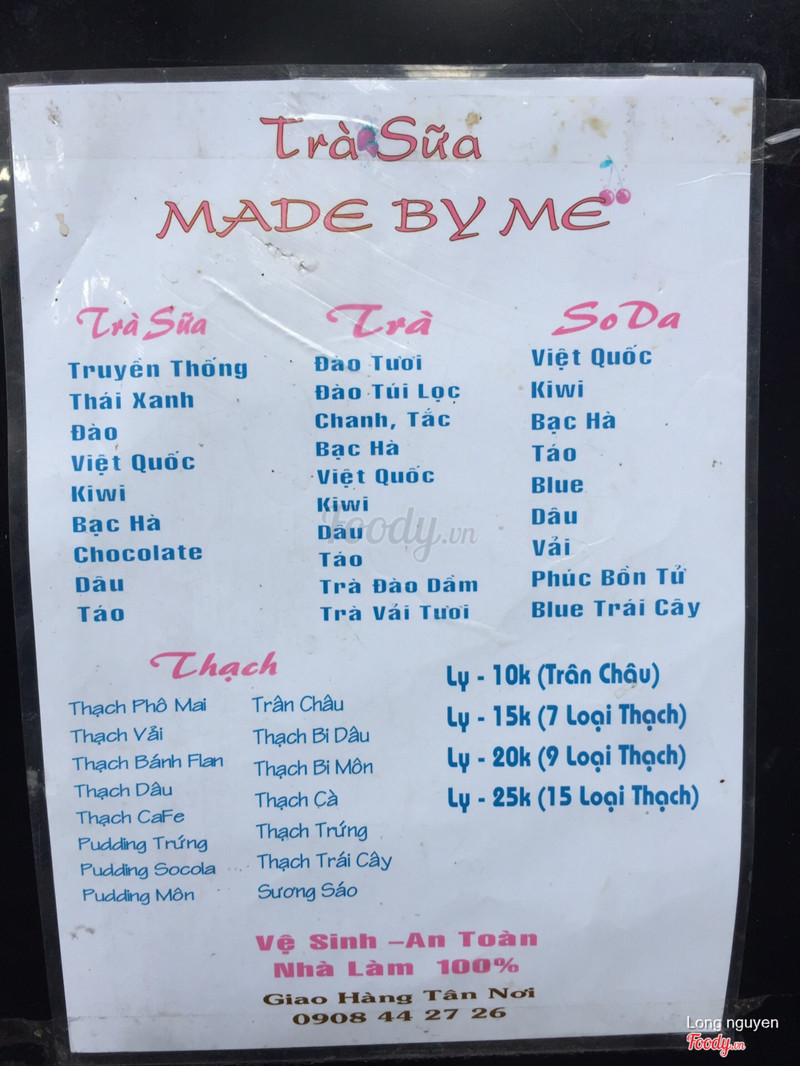 Trà Sữa
MADE BY ME
Trà Sữa
Truyền Thống
Thái Xanh
Đào
Việt Quốc
Kiwi
Bạc Hà
Chocolate
Dâu
Táo
Trà
Đào Tươi
Đào Túi Lọc
Chanh, Tắc
Bạc Hà
Việt Quốc
Kiwi
Dâu
Táo
Trà Đào Dầm
Trà Vải Tươi
SoDa
Việt Quốc
Kiwi
Bạc Hà
Táo
Blue
Dâu
Vải
Phúc Bồn Tử
Blue Trái Cây
Thạch
Thạch Phô Mai
Thạch Vải
Thạch Bánh Flan
Thạch Dâu
Thạch CaFe
Pudding Trứng
Pudding Socola
Pudding Môn
Trân Châu
Thạch Bi Dâu
Thạch Bi Môn
Thạch Cà
Thạch Trứng
Thạch Trái Cây
Sương Sáo
Ly - 10k (Trân Châu)
Ly - 15k (7 Loại Thạch)
Ly - 20k (9 Loại Thạch)
Ly - 25k (15 Loại Thạch)
Vệ Sinh –An Toàn
Nhà Làm 100%
Giao Hàng Tân Nơi
0908 44 27 26
Foody.vn
Long nguyen
Foody.vn